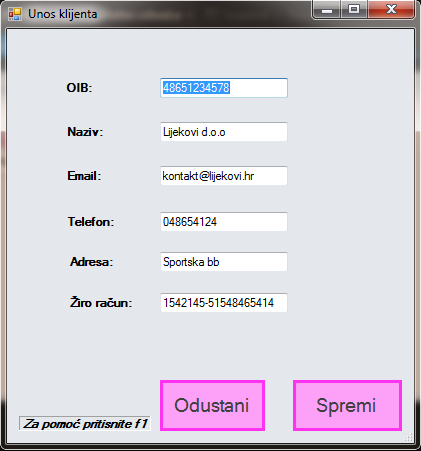 Unos klijenta
OIB: 48651234578
Naziv: Lijekovi d.o.o
Email: kontakt@lijekovi.hr
Telefon: 048654124
Adresa: Sportska bb
Žiro račun: 1542145-51548465414
Odustani Spremi
Za pomoć pritisnite f1